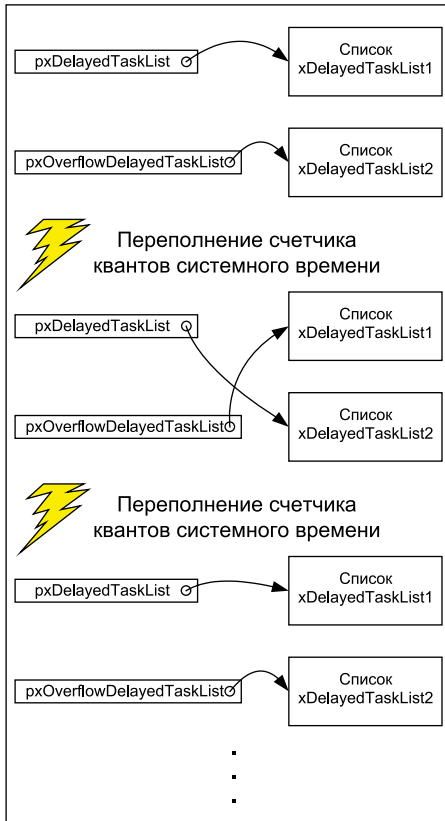 pxDelayedTaskList
Список
xDelayedTaskList1
pxOverflowDelayedTaskList
Список
xDelayedTaskList2
Переполнение счетчика
квантов системного времени
pxDelayedTaskList
Список
xDelayedTaskList1
pxOverflowDelayedTaskList
Список
xDelayedTaskList2
Переполнение счетчика
квантов системного времени
pxDelayedTaskList
Список
xDelayedTaskList1
pxOverflowDelayedTaskList
Список
xDelayedTaskList2